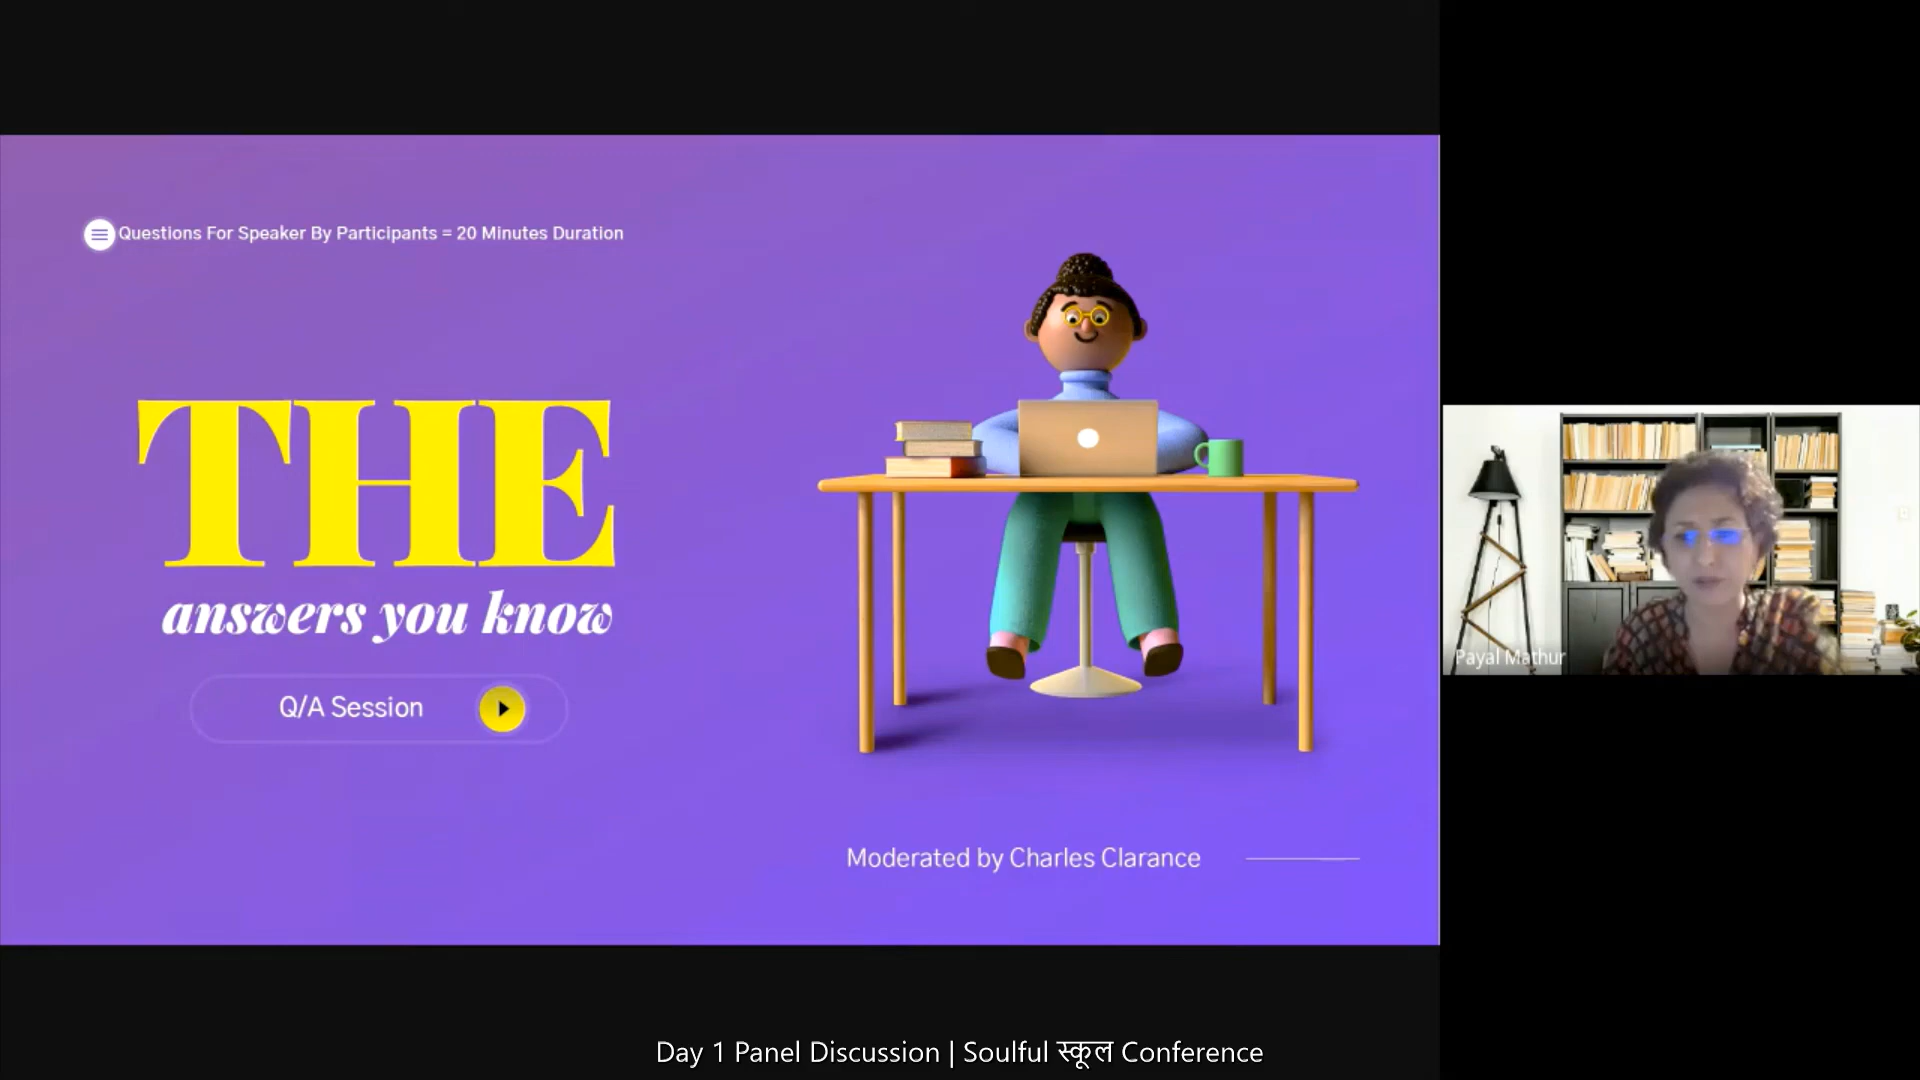 Questions For Speaker By Participants = 20 Minutes Duration
THE
answers you know
Q/A Session
Moderated by Charles Clarance
Payal Mathur
Day 1 Panel Discussion | Soulful स्कूल Conference